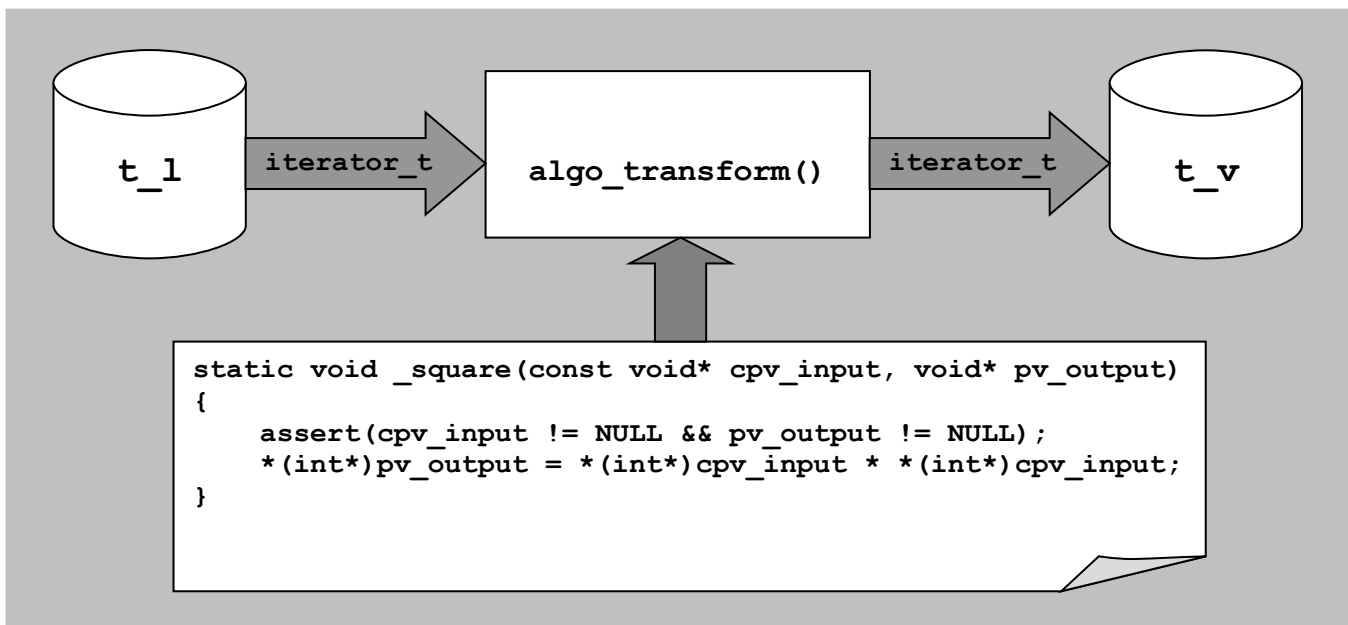 t_l
iterator_t
algo_transform()
iterator_t
t_v
static void _square(const void* cpv_input, void* pv_output)
{
    assert(cpv_input != NULL && pv_output != NULL);
    *(int*)pv_output = *(int*)cpv_input * *(int*)cpv_input;
}